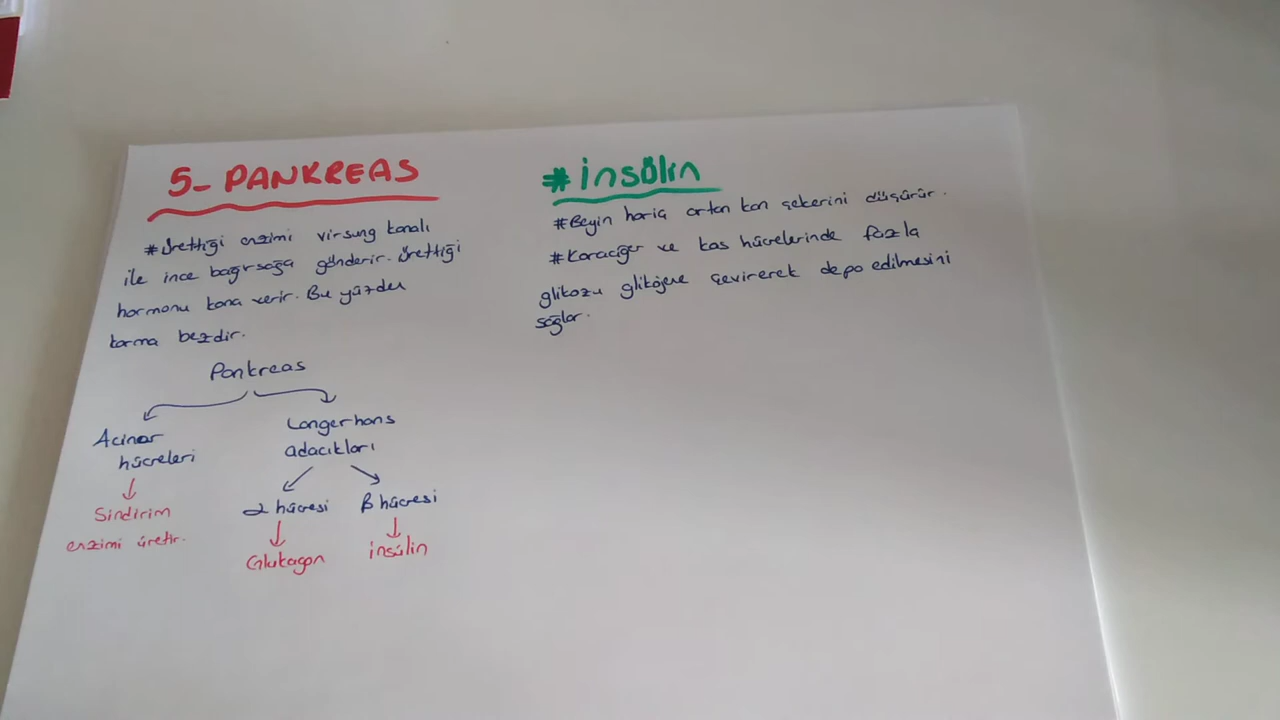 5- PANKREAS
#Ürettiği enzimi virsung kanalı
ile ince bağırsağa gönderir. Ürettiği
hormonu kana verir. Bu yüzden
karma bezdir.
Pankreas
Acinar
hücreleri
Sindirim
enzimi üretir.
Langerhans
adacıkları
α hücresi
Glukagon
β hücresi
insülin
#insülin
#Beyin hariç artan kan şekerini düşürür.
#Karaciğer ve kas hücrelerinde fazla
glikozu glikojene çevirerek depo edilmesini
sağlar.